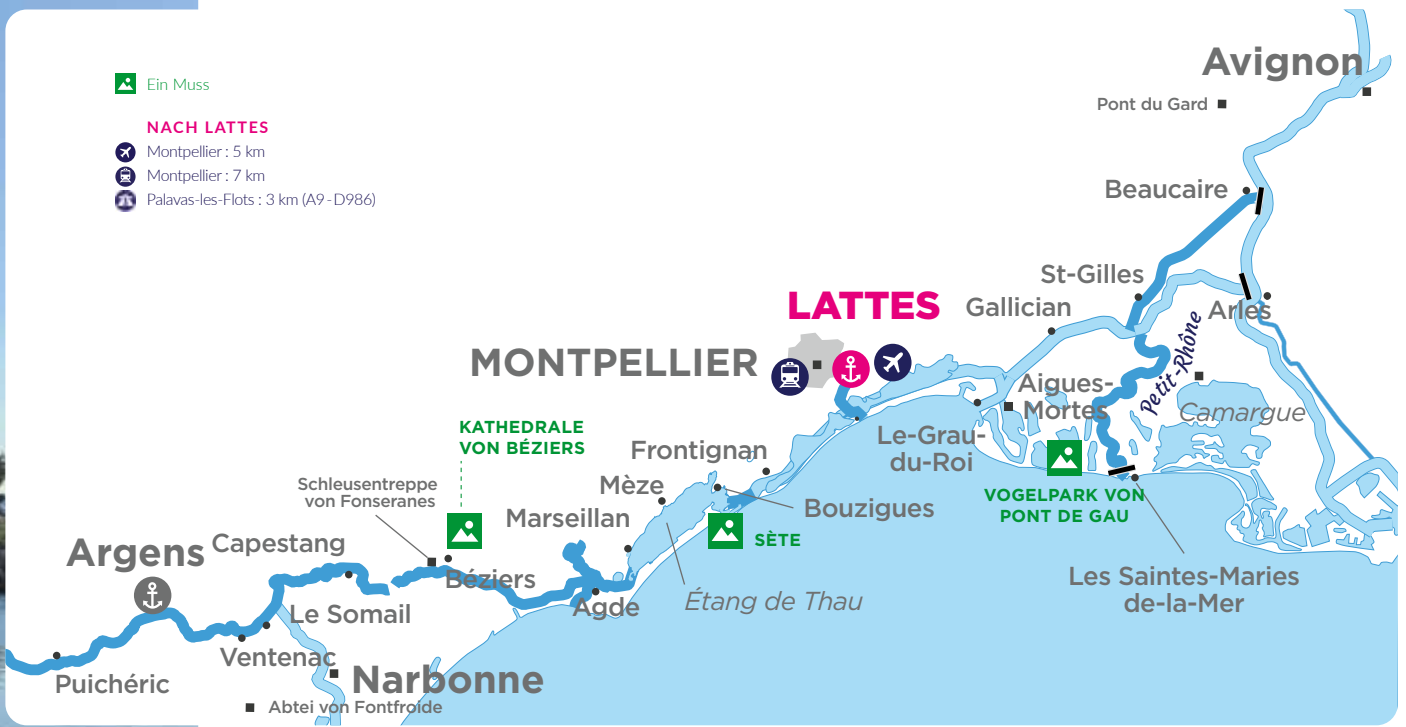 Ein Muss
NACH LATTES
Montpellier : 5 km
Montpellier : 7 km
Palavas-les-Flots : 3 km (A9 - D986)
Avignon
Pont du Gard
Beaucaire
St-Gilles
LATTES
Gallician
Arles
MONTPELLIER
Petit-Rhône
Aigues-
Mortes
Camargue
KATHEDRALE
VON BÉZIERS
Frontignan
Le-Grau-
du-Roi
Schleusentreppe
von Fonseranes
Mèze
Bouzigues
VOGELPARK VON
PONT DE GAU
Marseillan
SÈTE
Argens
Capestang
Béziers
Les Saintes-Maries
de-la-Mer
Agde
Étang de Thau
Le Somail
Ventenac
Puichéric
Narbonne
Abtei von Fontfroide